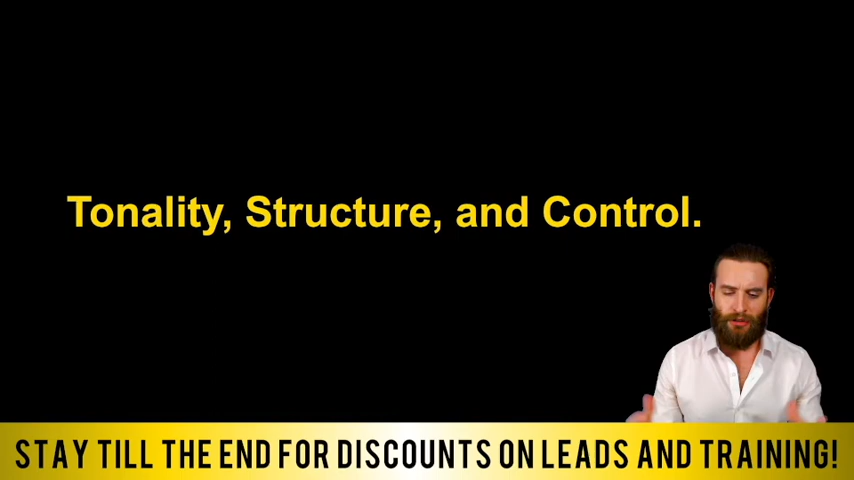 Tonality, Structure, and Control.
STAY TILL THE END FOR DISCOUNTS ON LEADS AND TRAINING!